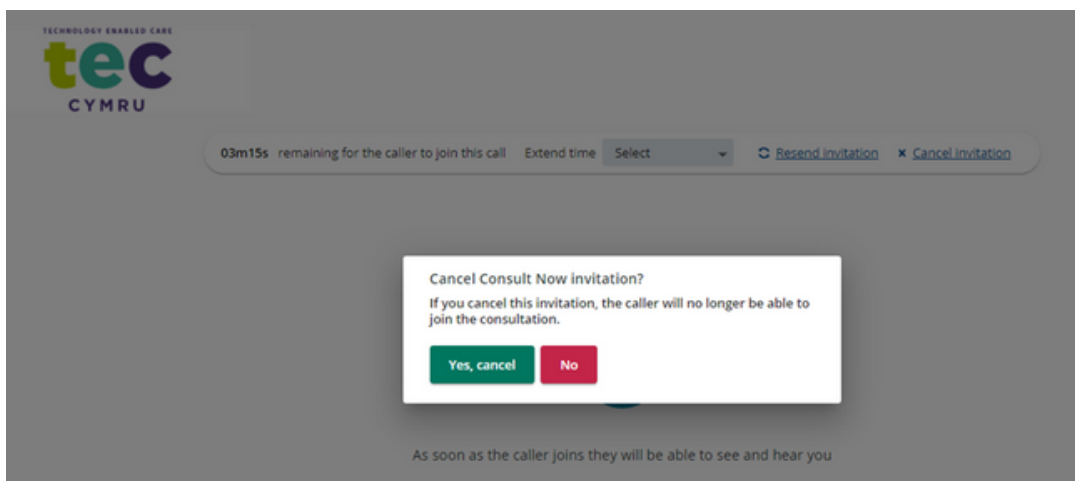 TECHNOLOGY ENABLED CARE
tec
CYMRU
03m15s remaining for the caller to join this call Extend time Select Resend invitation × Cancel invitation
Cancel Consult Now invitation?
If you cancel this invitation, the caller will no longer be able to
join the consultation.
Yes, cancel No
As soon as the caller joins they will be able to see and hear you